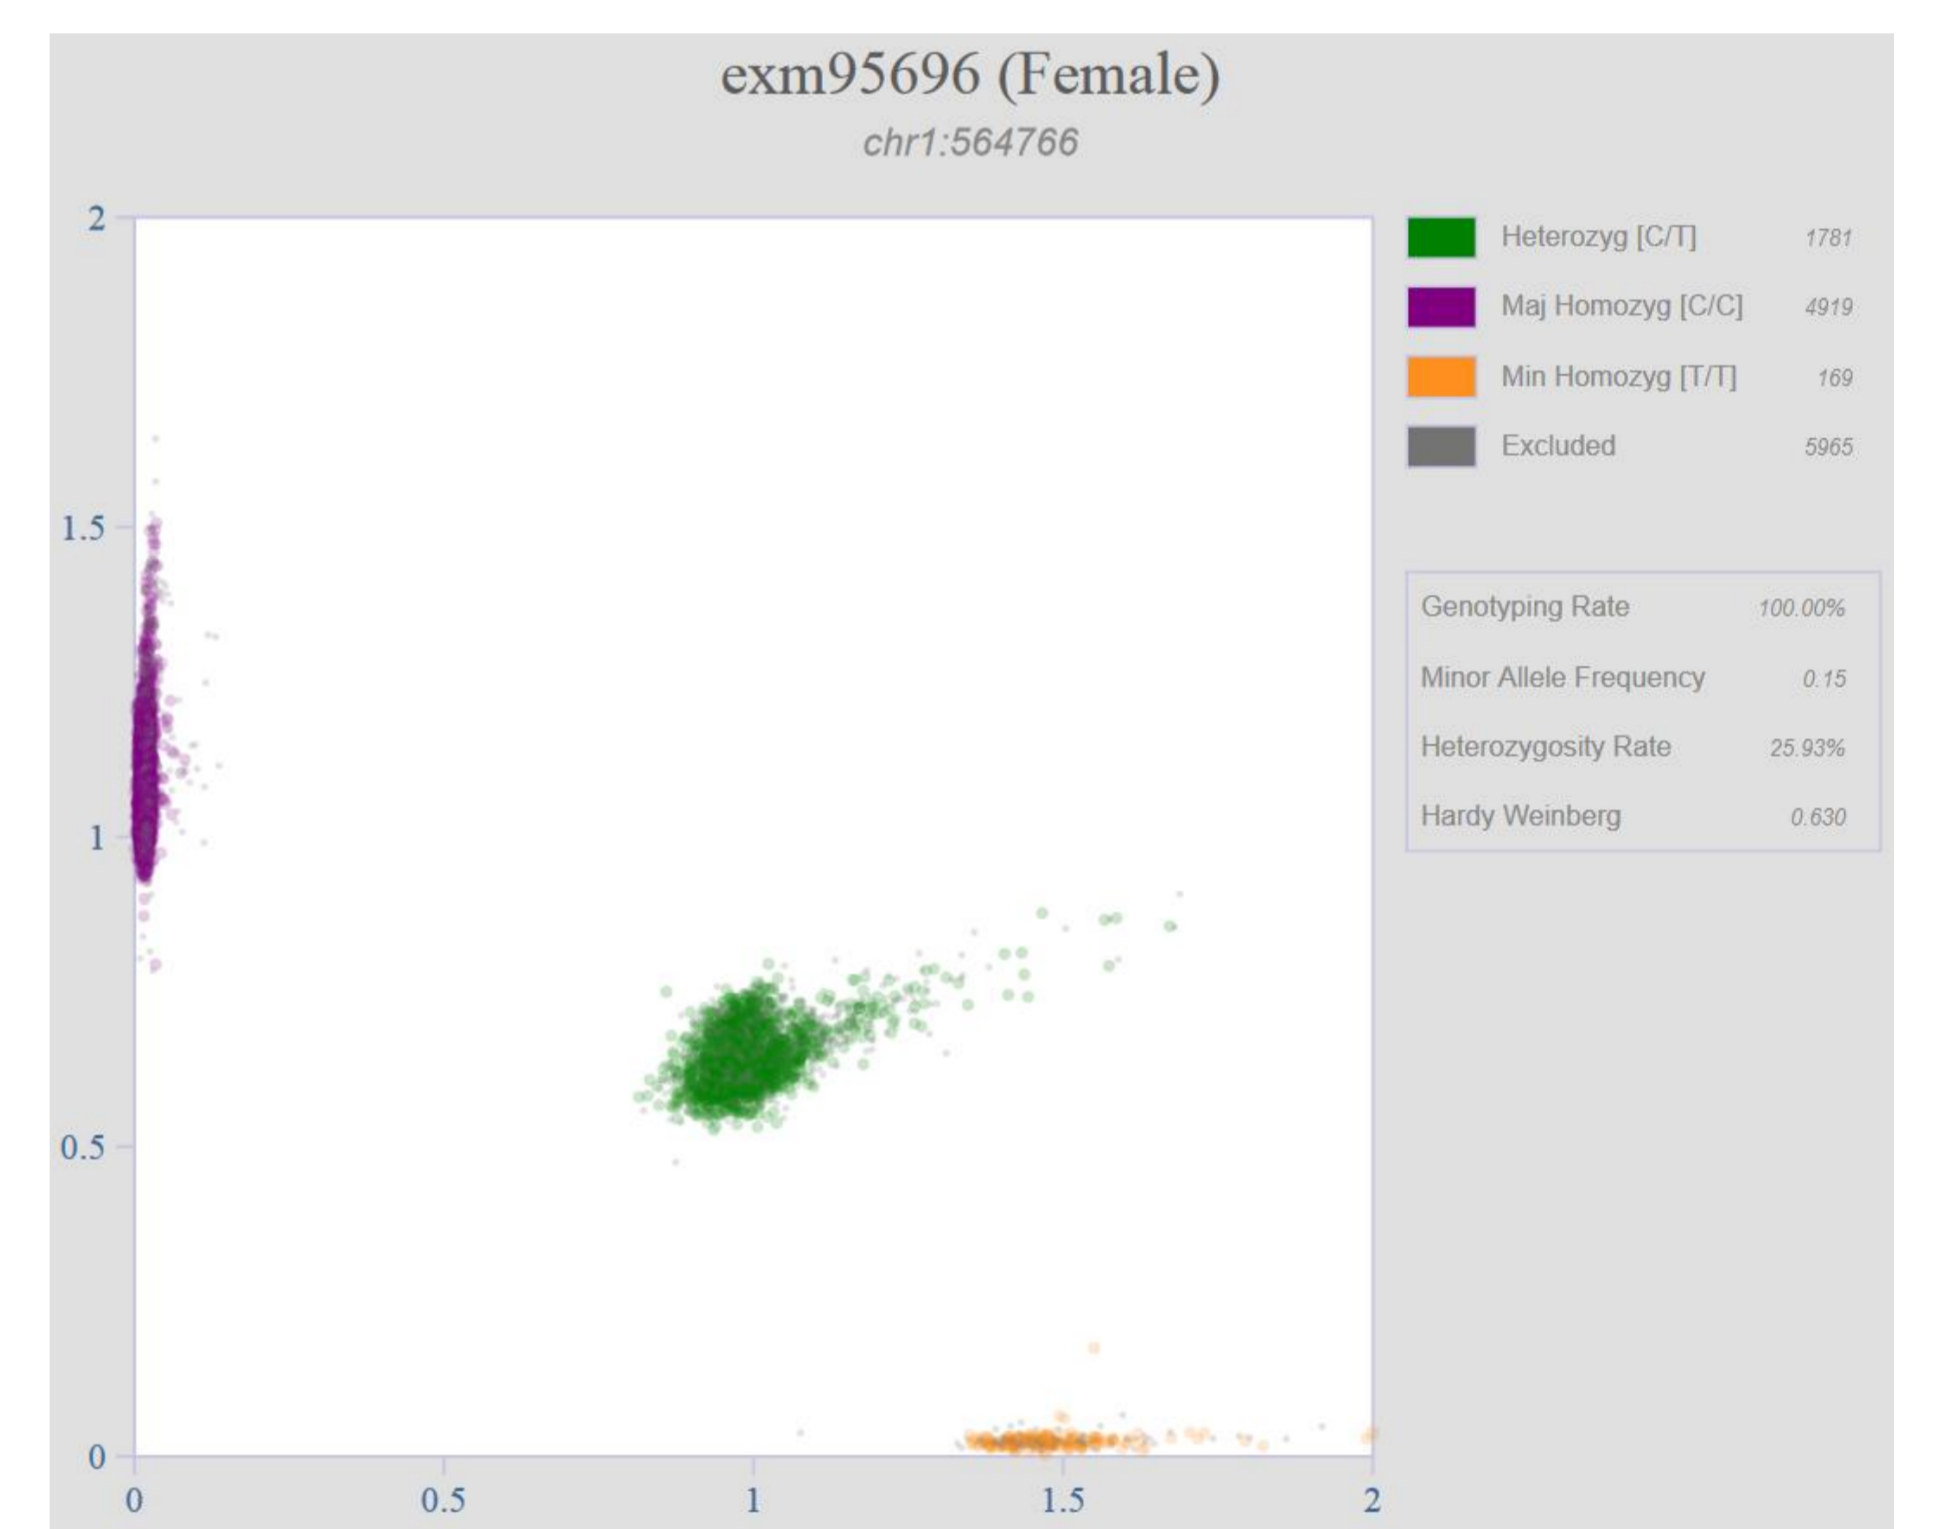 exm95696 (Female)
chr1:564766
2
1.5
1
0.5
0
0 0.5 1 1.5 2
Heterozyg [C/T] 1781
Maj Homozyg [C/C] 4919
Min Homozyg [T/T] 169
Excluded 5965
Genotyping Rate 100.00%
Minor Allele Frequency 0.15
Heterozygosity Rate 25.93%
Hardy Weinberg 0.630